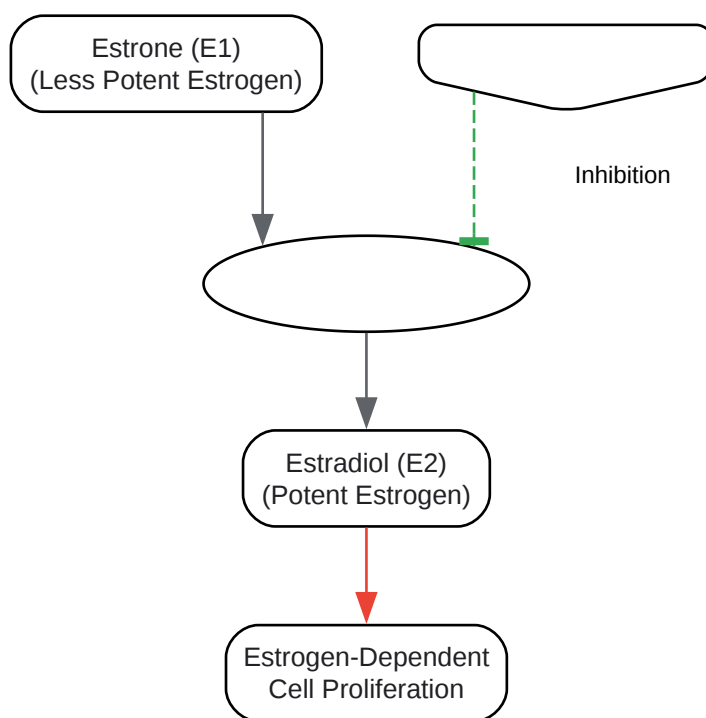 Estrone (E1)
(Less Potent Estrogen)
Inhibition
Estradiol (E2)
(Potent Estrogen)
Estrogen-Dependent
Cell Proliferation